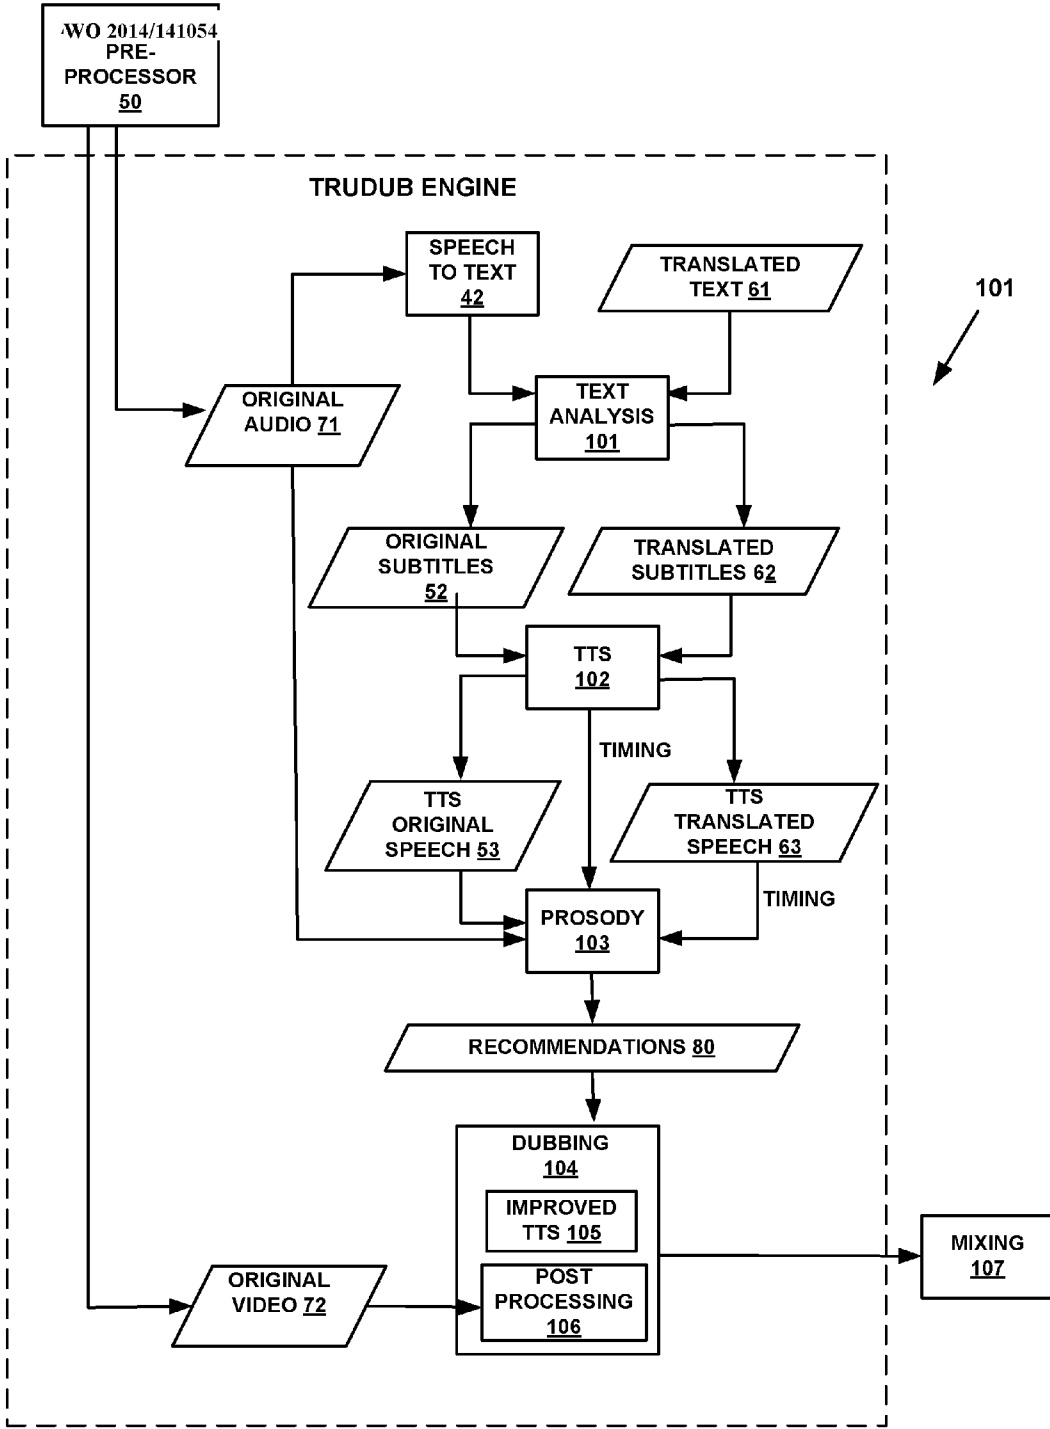 WO 2014/141054
PRE-
PROCESSOR
50
TRUDUB ENGINE
SPEECH
TO TEXT
42
TRANSLATED
TEXT 61
101
ORIGINAL
AUDIO 71
TEXT
ANALYSIS
101
ORIGINAL
SUBTITLES
52
TRANSLATED
SUBTITLES 62
TTS
102
TIMING
TTS
ORIGINAL
SPEECH 53
TTS
TRANSLATED
SPEECH 63
TIMING
PROSODY
103
RECOMMENDATIONS 80
DUBBING
104
IMPROVED
TTS 105
POST
PROCESSING
106
ORIGINAL
VIDEO 72
MIXING
107